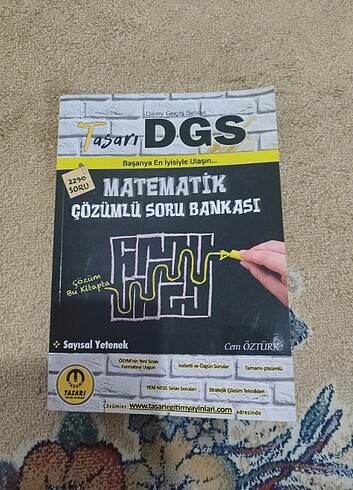 Dikey Geçiş Sınavı
Tasarı DGS
Başarıya En İyisiyle Ulaşın...
2290
SORU
MATEMATİK
ÇÖZÜMLÜ SORU BANKASI
Çözüm
Bu Kitapta
Sayısal Yetenek
Cem ÖZTÜRK
ÖSYM'nin Yeni Sınav
Formatına Uygun
İsabetli ve Özgün Sorular
Tamamı çözümlü
YENİ NESİL Sınav Soruları
Stratejik Çözüm Teknikleri
TASARI
Çözümler www.tasariegitimyayinlari.com adresinde